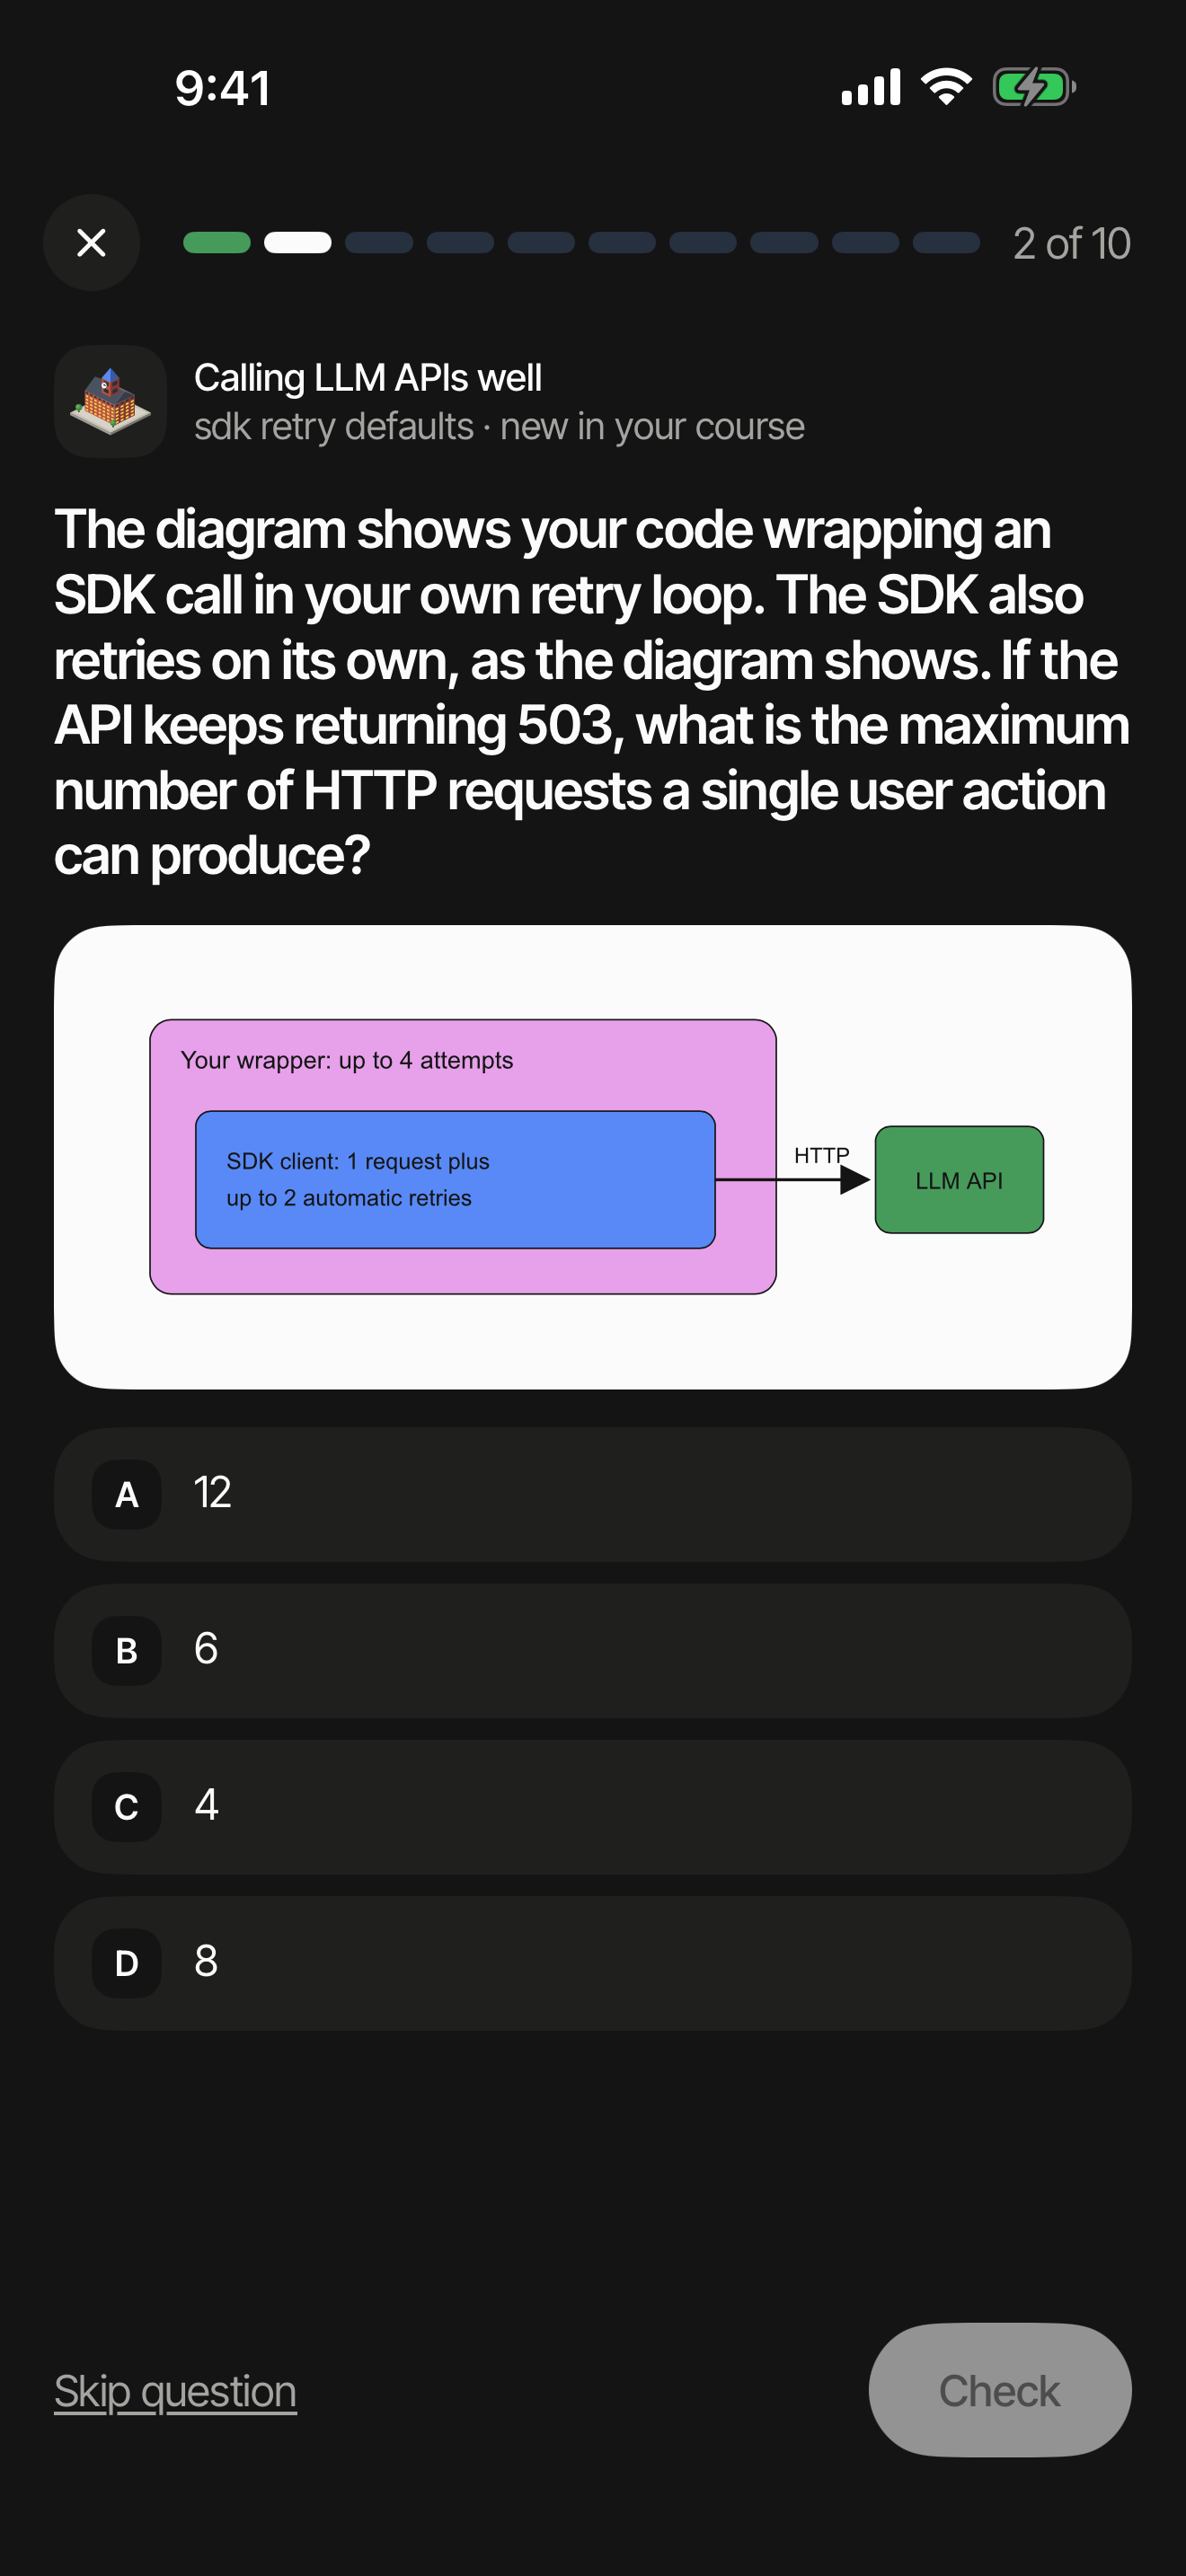 9:41
2 of 10
Calling LLM APIs well
sdk retry defaults · new in your course
The diagram shows your code wrapping an
SDK call in your own retry loop. The SDK also
retries on its own, as the diagram shows. If the
API keeps returning 503, what is the maximum
number of HTTP requests a single user action
can produce?
Your wrapper: up to 4 attempts
SDK client: 1 request plus
up to 2 automatic retries
HTTP
LLM API
A 12
B 6
C 4
D 8
Skip question
Check